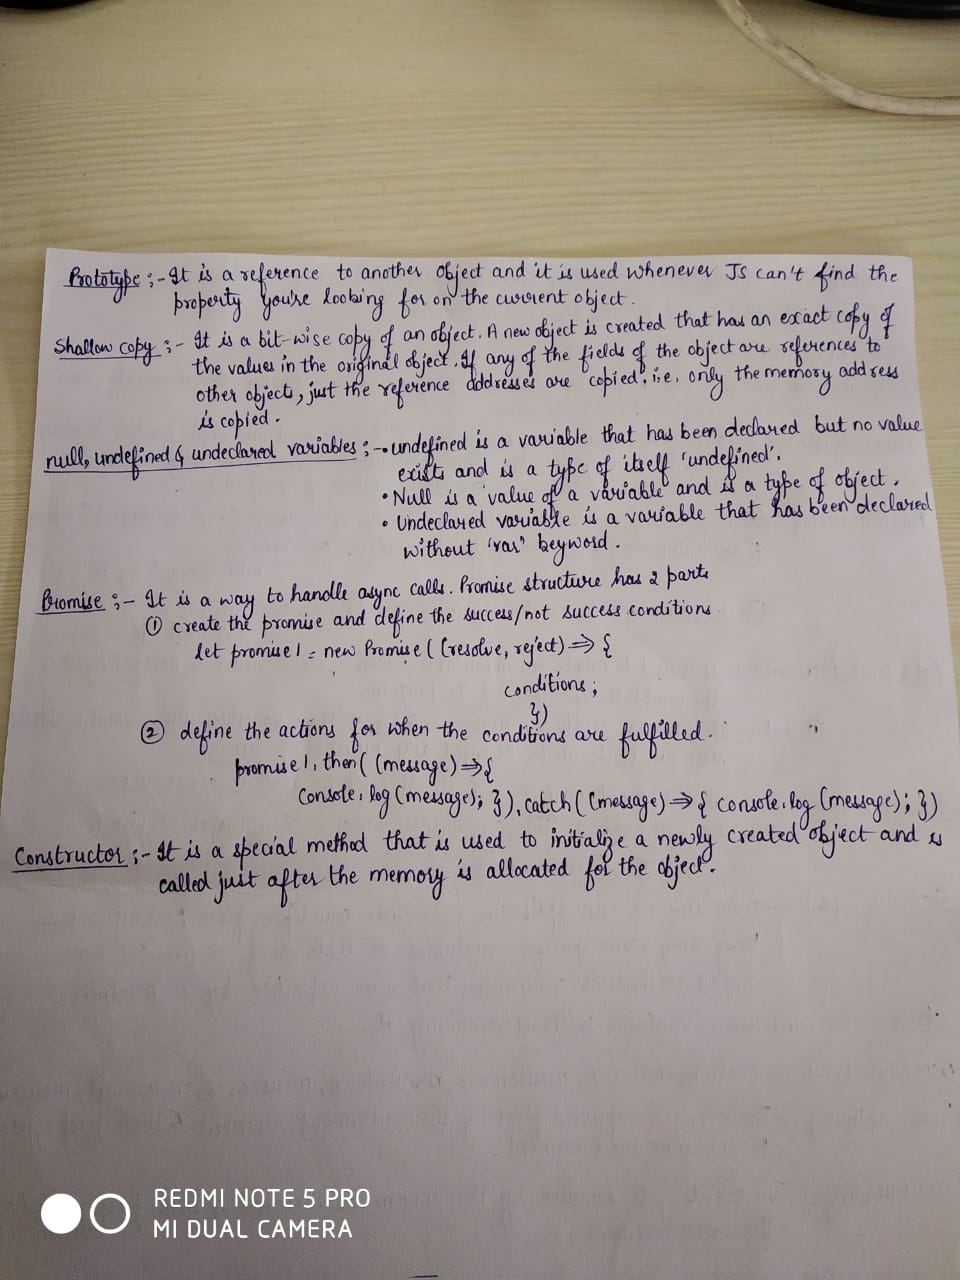 Prototype :- It is a reference to another object and it is used whenever JS can't find the
property you're looking for on the current object.
Shallow copy :- It is a bit-wise copy of an object. A new object is created that has an exact copy of
the values in the original object. If any of the fields of the object are references to
other objects, just the reference addresses are copied. i.e, only the memory address
is copied.
null, undefined & undeclared variables :- • undefined is a variable that has been declared but no value
exists and is a type of itself 'undefined'.
• Null is a value of a variable and is a type of object.
• Undeclared variable is a variable that has been declared
without 'var' keyword.
Promise :- It is a way to handle async calls. Promise structure has 2 parts
① create the promise and define the success/not success conditions
let promise1 = new Promise((resolve, reject) => {
conditions;
})
② define the actions for when the conditions are fulfilled.
promise1.then((message) => {
Console.log(message); }).catch((message) => { console.log(message); })
Constructor :- It is a special method that is used to initialize a newly created object and is
called just after the memory is allocated for the object.
REDMI NOTE 5 PRO
MI DUAL CAMERA